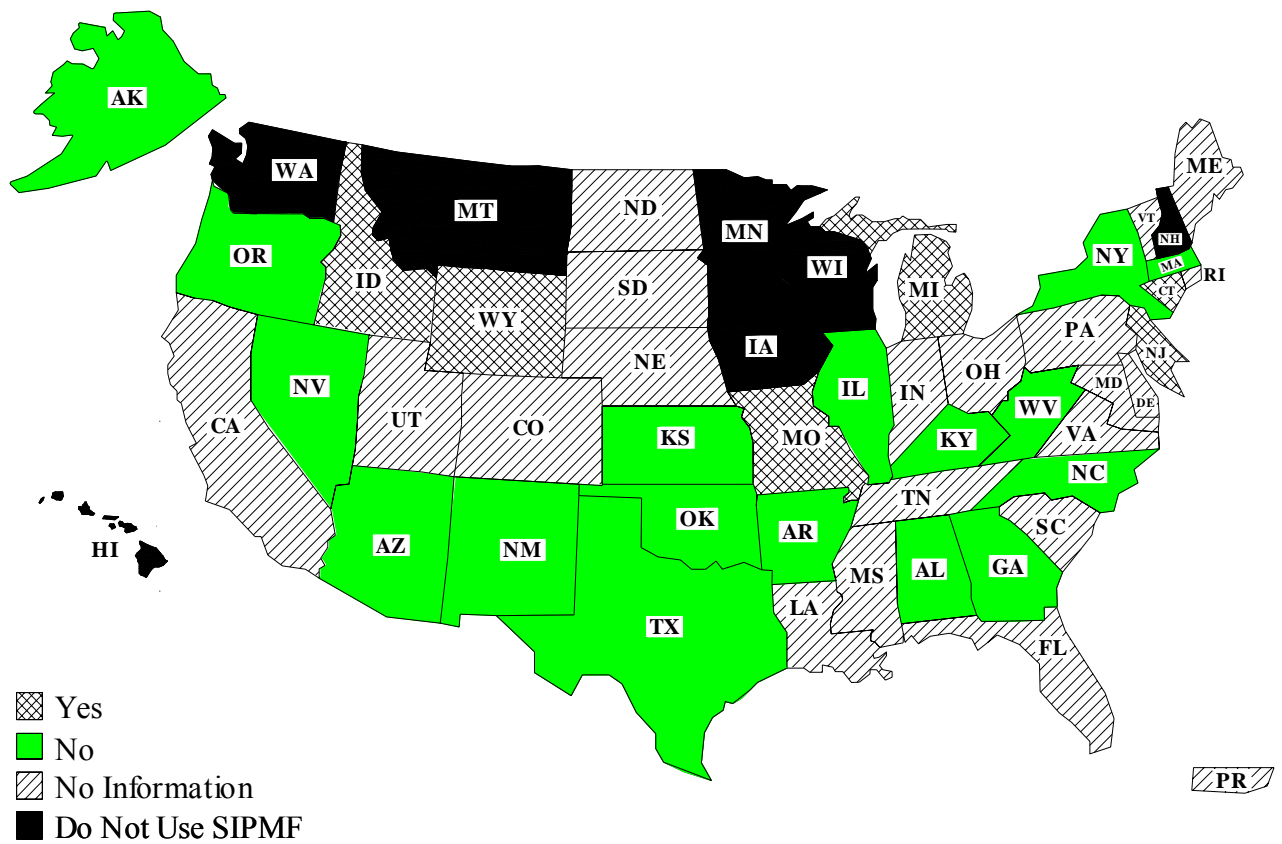 AK
ME
WA
VT
MT
ND
MN
NH
NY
OR
MA
WI
RI
ID
SD
MI
CT
WY
PA
IA
NE
NJ
OH
MD
NV
IL
IN
DE
WV
UT
CA
CO
KS
MO
KY
VA
NC
TN
OK
SC
AR
AZ
HI
NM
GA
AL
MS
LA
TX
FL
Yes
No
No Information
PR
Do Not Use SIPMF